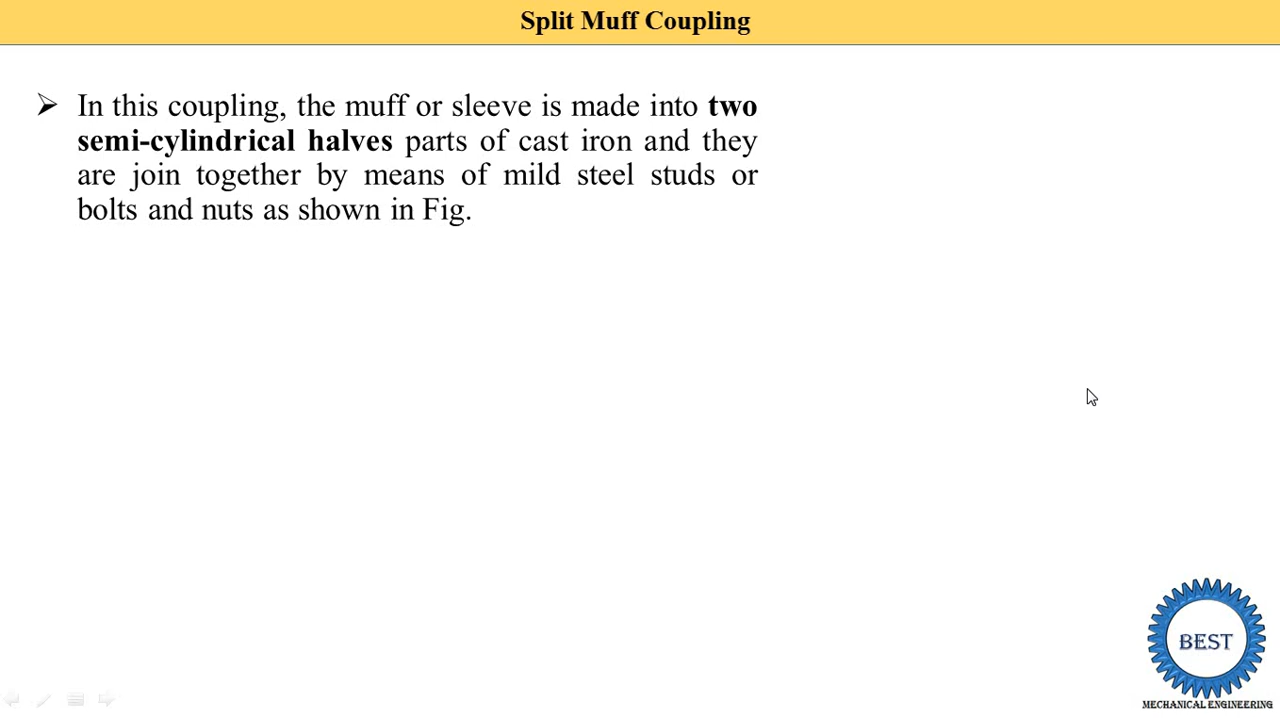 Split Muff Coupling
In this coupling, the muff or sleeve is made into two
semi-cylindrical halves parts of cast iron and they
are join together by means of mild steel studs or
bolts and nuts as shown in Fig.
BEST
MECHANICAL ENGINEERING